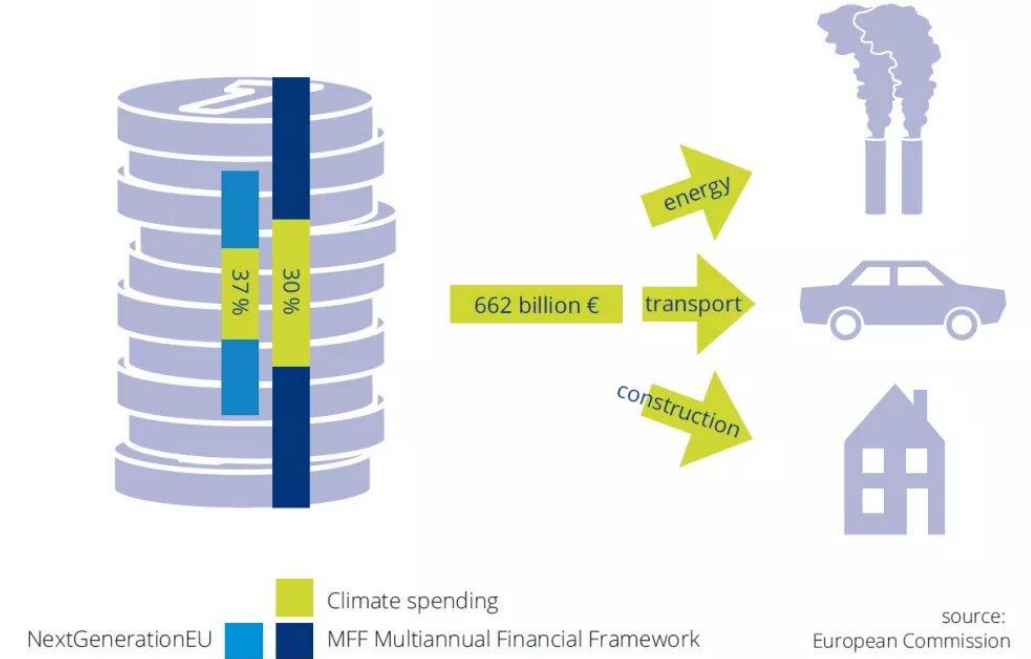 37 %
30 %
662 billion €
energy
transport
construction
Climate spending
NextGenerationEU
MFF Multiannual Financial Framework
source:
European Commission